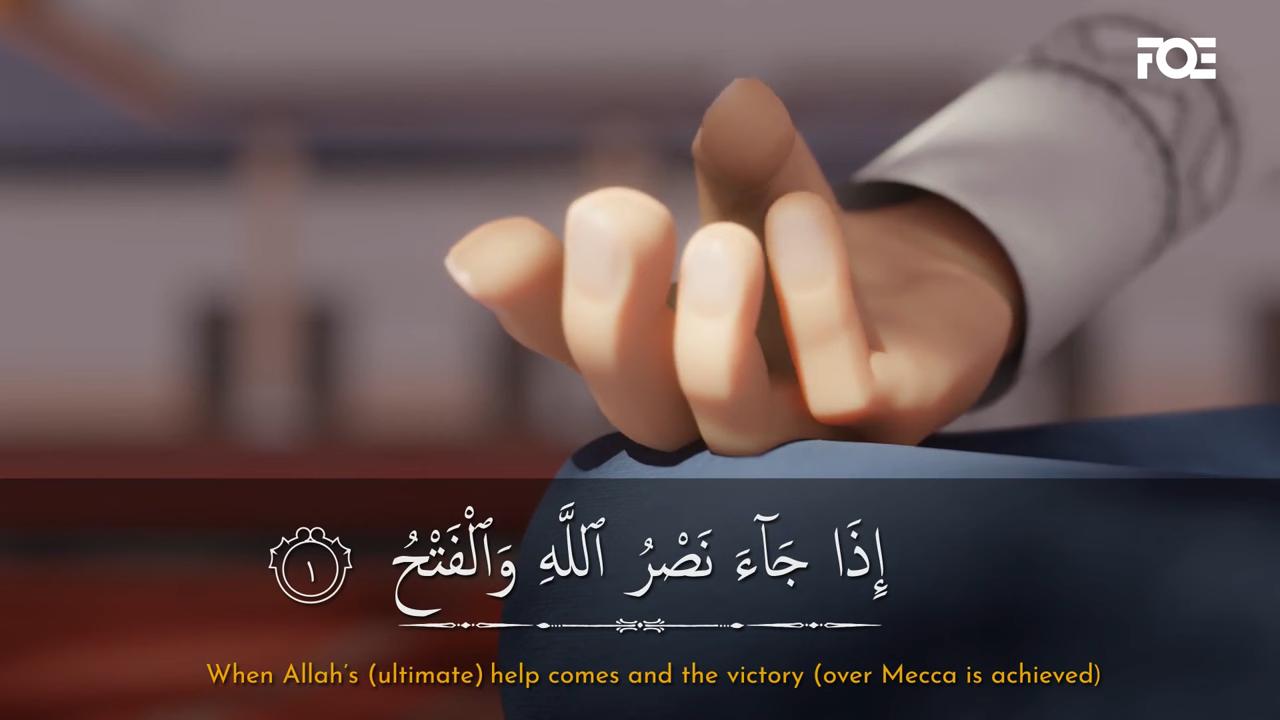 FOE
إِذَا جَآءَ نَصْرُ ٱللَّهِ وَٱلْفَتْحُ ١
When Allah's (ultimate) help comes and the victory (over Mecca is achieved)